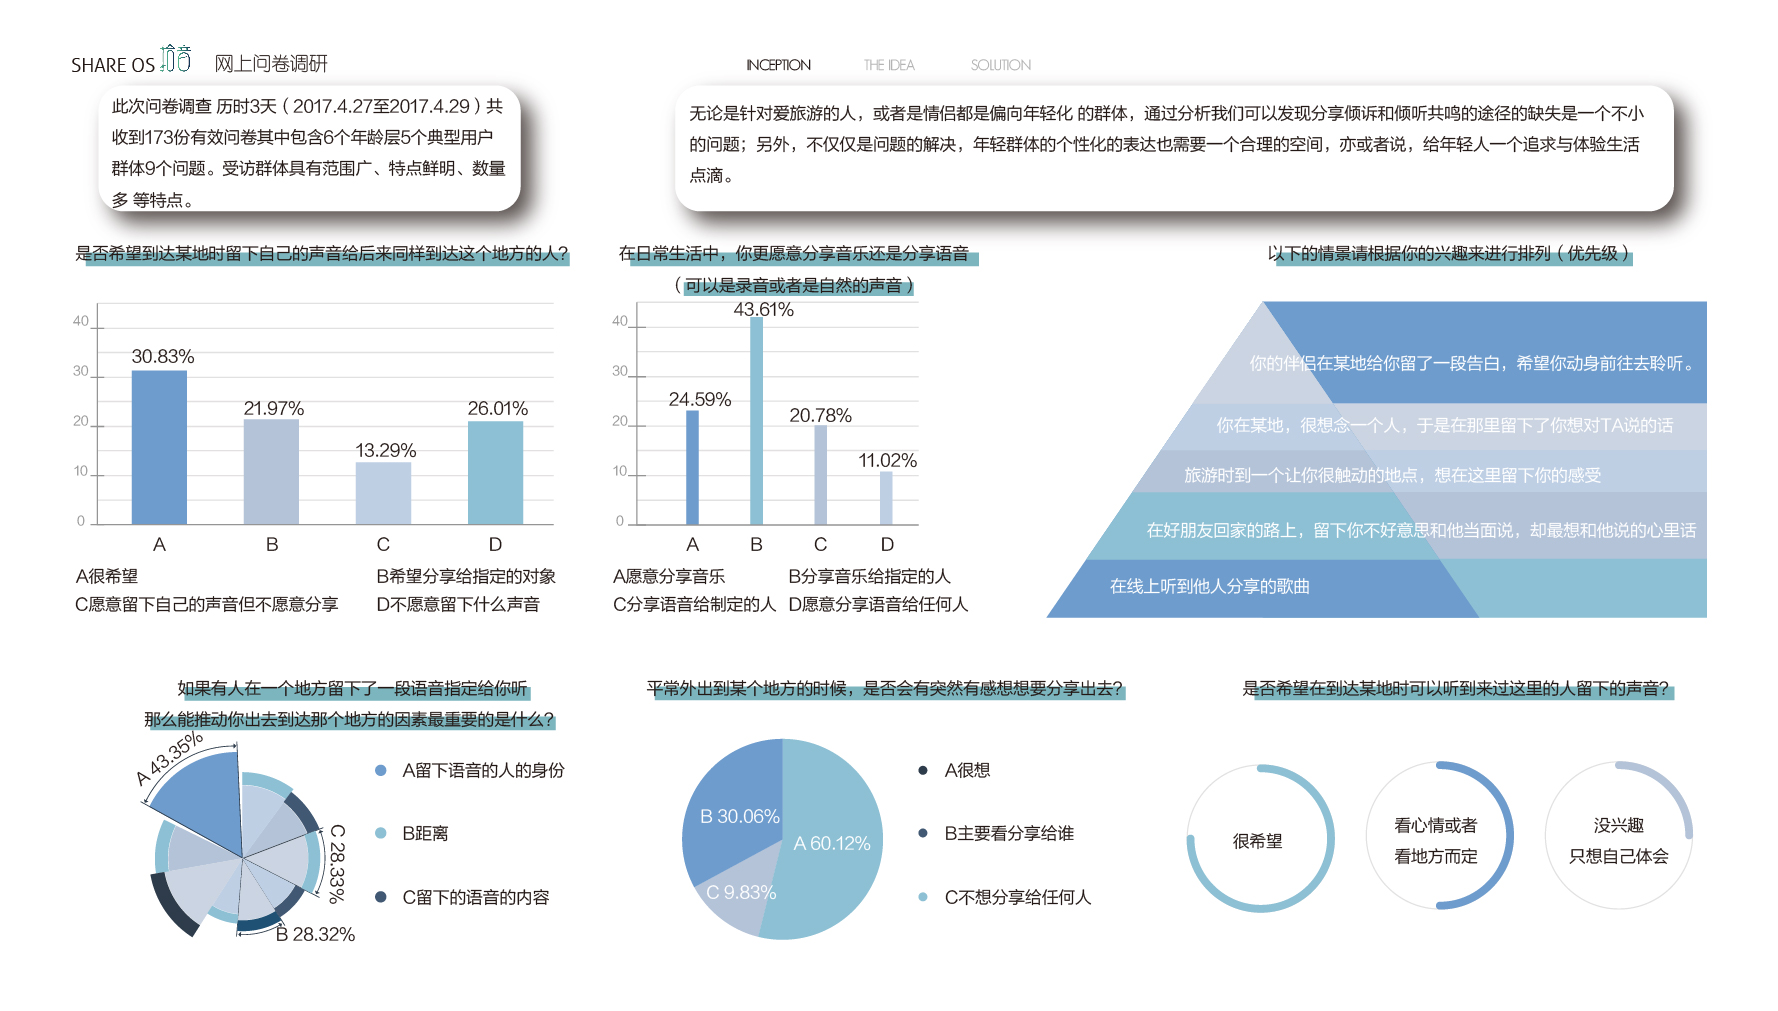 SHARE OS 拾音 网上问卷调研
INCEPTION THE IDEA SOLUTION
此次问卷调查 历时3天（2017.4.27至2017.4.29）共
收到173份有效问卷其中包含6个年龄层5个典型用户
群体9个问题。受访群体具有范围广、特点鲜明、数量
多 等特点。
无论是针对爱旅游的人，或者是情侣都是偏向年轻化 的群体，通过分析我们可以发现分享倾诉和倾听共鸣的途径的缺失是一个不小
的问题；另外，不仅仅是问题的解决，年轻群体的个性化的表达也需要一个合理的空间，亦或者说，给年轻人一个追求与体验生活
点滴。
是否希望到达某地时留下自己的声音给后来同样到达这个地方的人?
40
30
20
10
0
30.83%
21.97%
13.29%
26.01%
A B C D
A很希望 B希望分享给指定的对象
C愿意留下自己的声音但不愿意分享 D不愿意留下什么声音
在日常生活中，你更愿意分享音乐还是分享语音
（可以是录音或者是自然的声音）
40
30
20
10
0
24.59%
43.61%
20.78%
11.02%
A B C D
A愿意分享音乐 B分享音乐给指定的人
C分享语音给制定的人 D愿意分享语音给任何人
以下的情景请根据你的兴趣来进行排列（优先级）
你的伴侣在某地给你留了一段告白，希望你动身前往去聆听。
你在某地，很想念一个人，于是在那里留下了你想对TA说的话
旅游时到一个让你很触动的地点，想在这里留下你的感受
在好朋友回家的路上，留下你不好意思和他当面说，却最想和他说的心里话
在线上听到他人分享的歌曲
如果有人在一个地方留下了一段语音指定给你听
那么能推动你出去到达那个地方的因素最重要的是什么?
A 43.35%
C 28.33%
B 28.32%
A留下语音的人的身份
B距离
C留下的语音的内容
平常外出到某个地方的时候，是否会有突然有感想想要分享出去?
B 30.06%
A 60.12%
C 9.83%
A很想
B主要看分享给谁
C不想分享给任何人
是否希望在到达某地时可以听到来过这里的人留下的声音?
很希望
看心情或者
看地方而定
没兴趣
只想自己体会